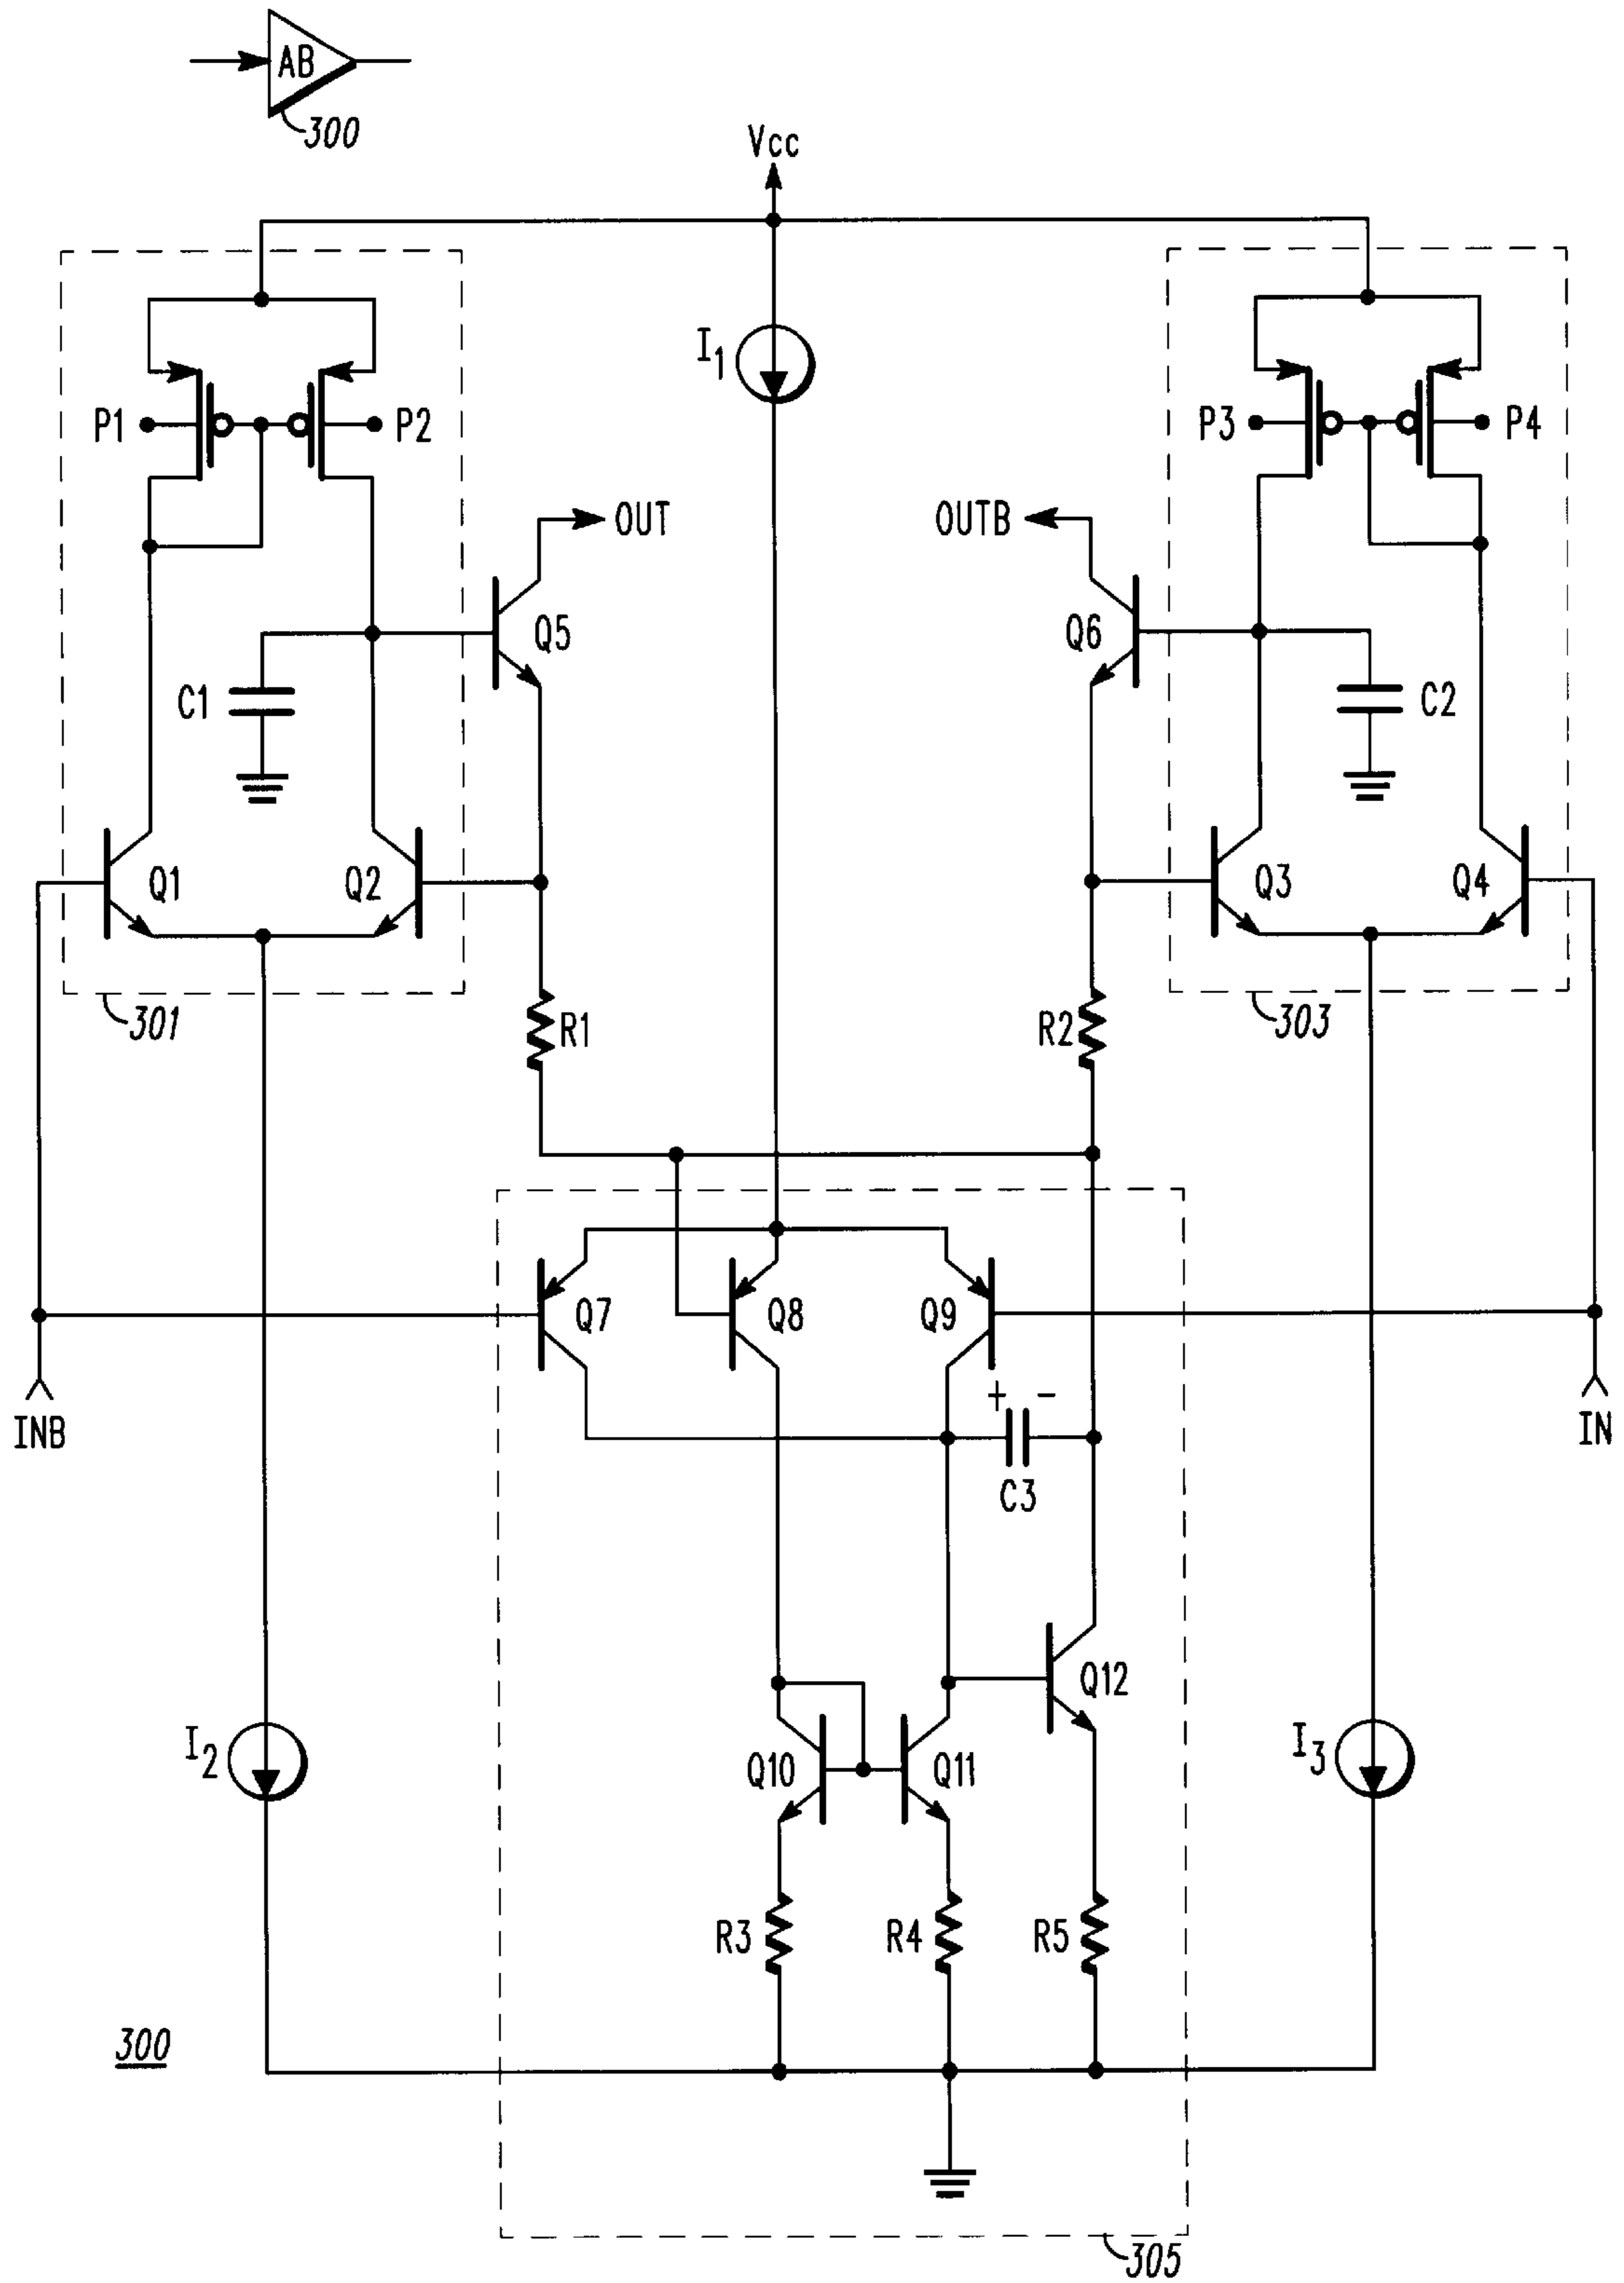 AB
300
Vcc
I1
P1
P2
P3
P4
OUT
OUTB
Q5
Q6
C1
C2
Q1
Q2
Q3
Q4
301
R1
R2
303
Q7
Q8
Q9
+ -
INB
IN
C3
Q12
I2
Q10
Q11
I3
R3
R4
R5
300
305